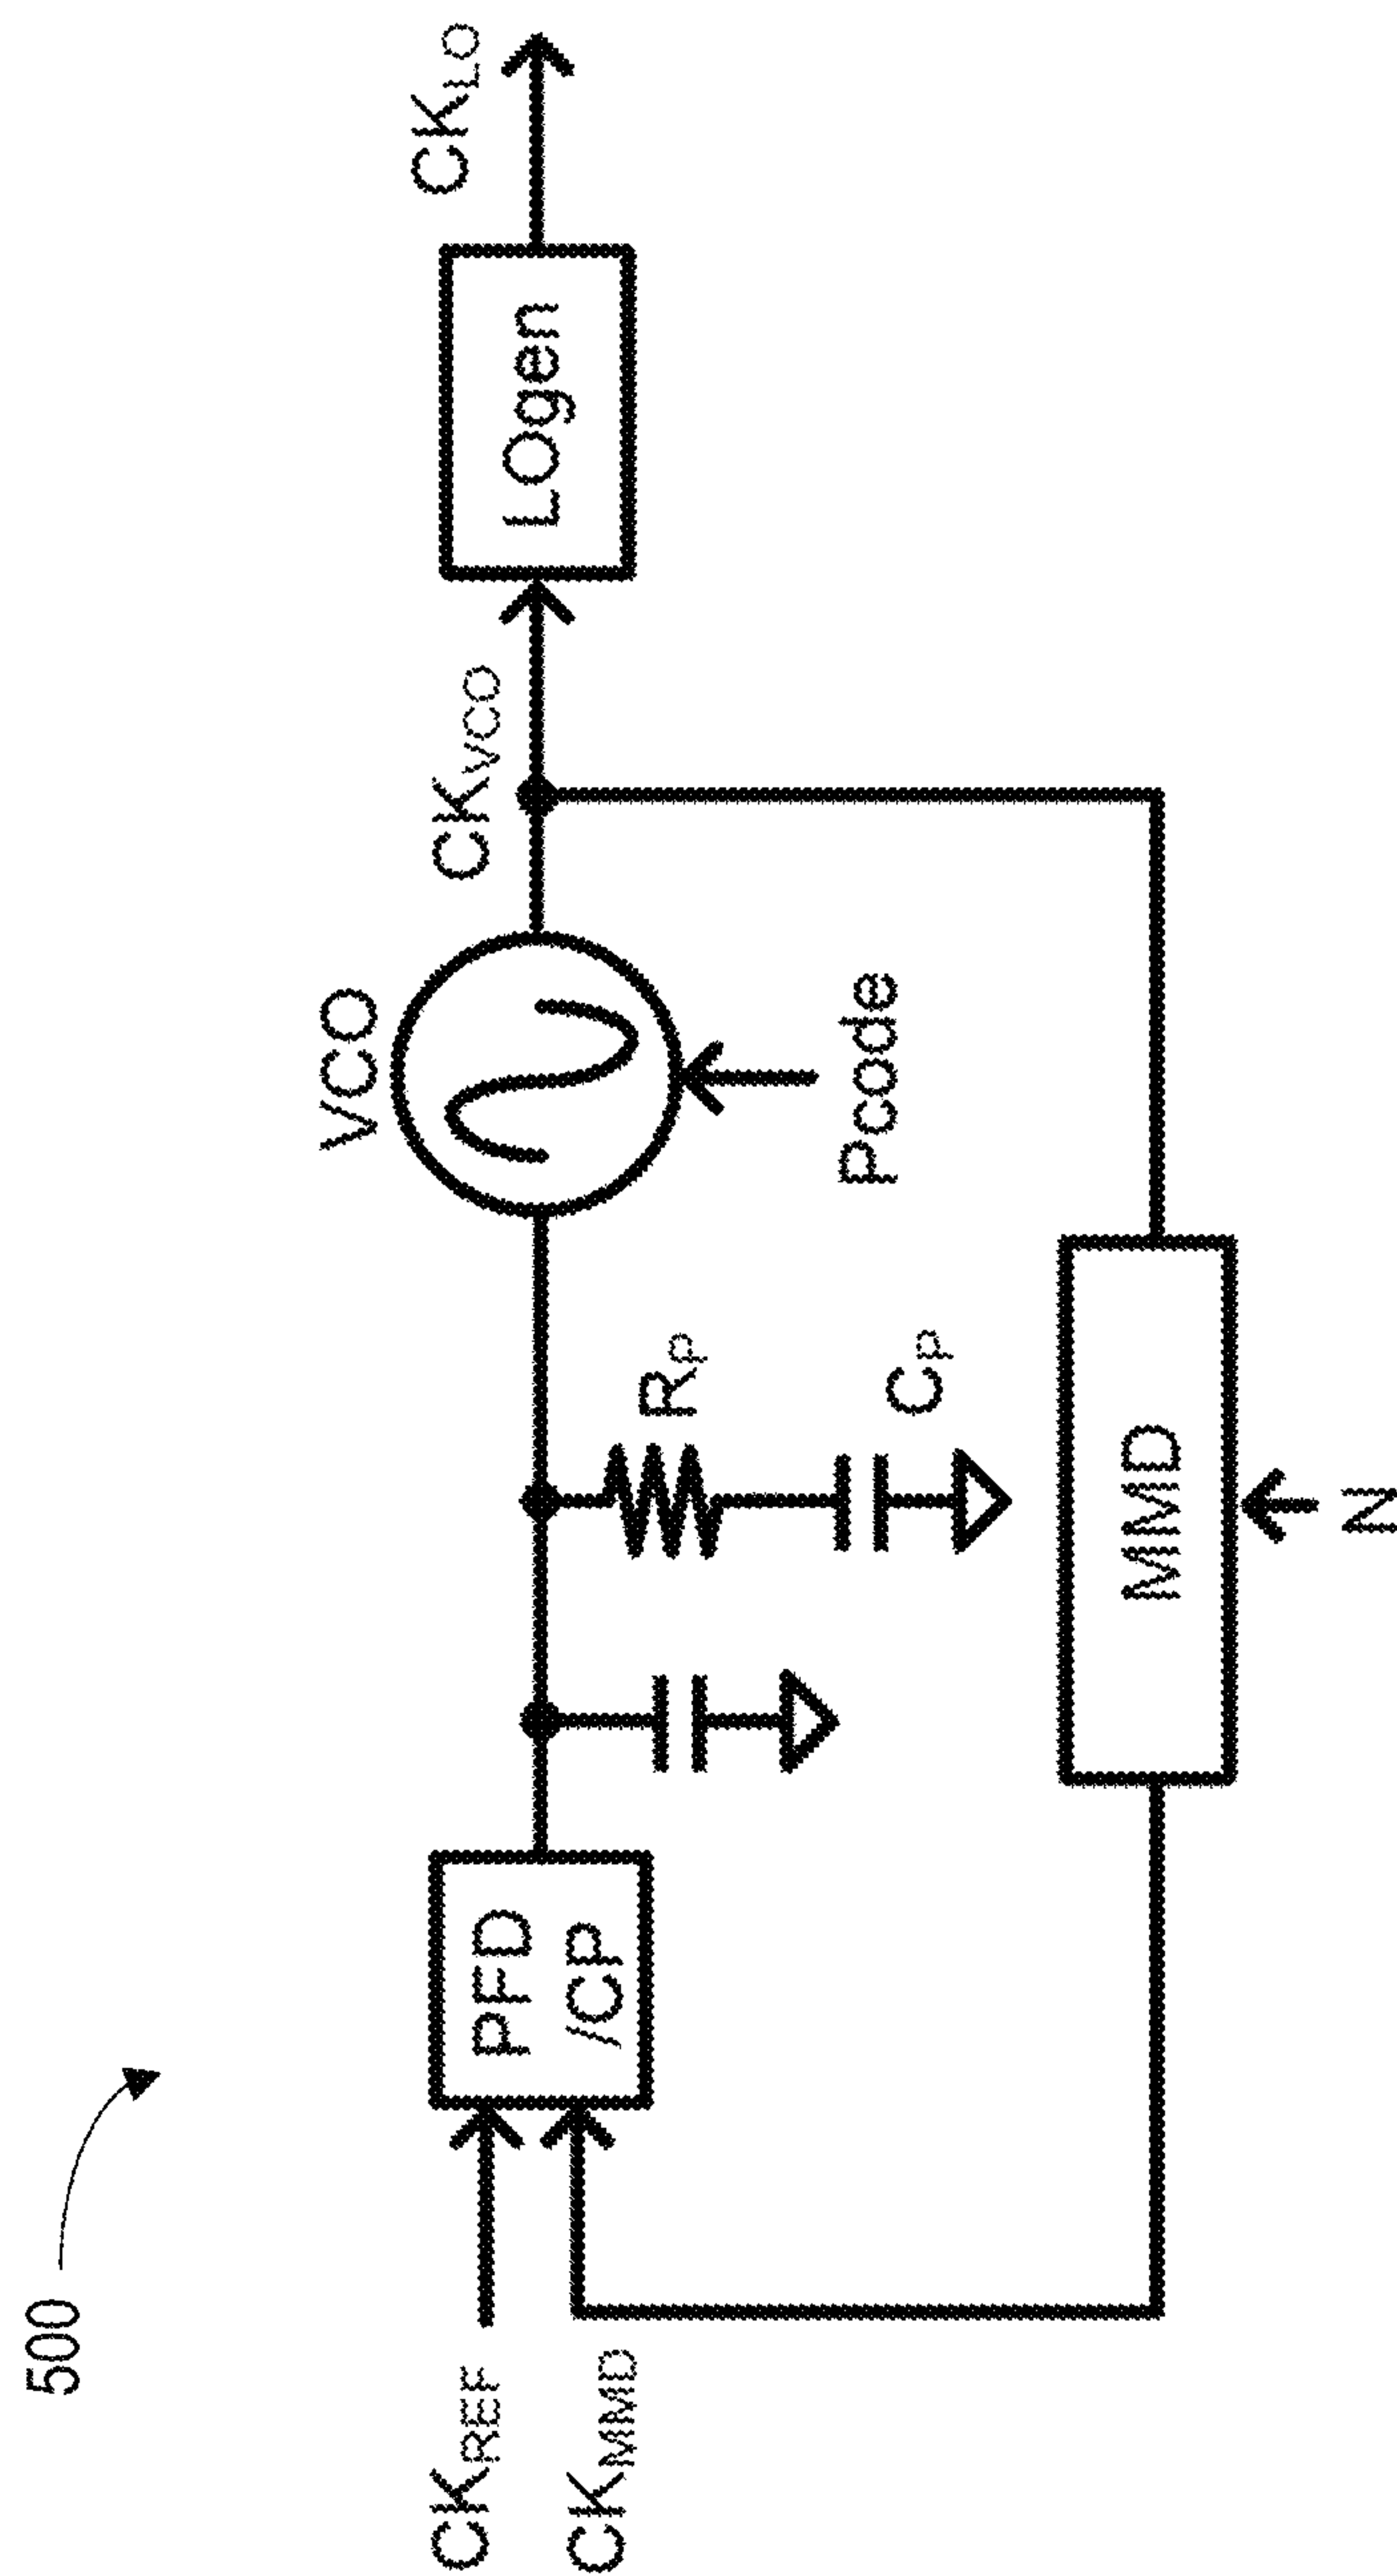 500
CK_REF
CK_MMD
PFD
/CP
R_P
C_P
VCO
Pcode
CK_VCO
LOgen
CK_LO
MMD
N